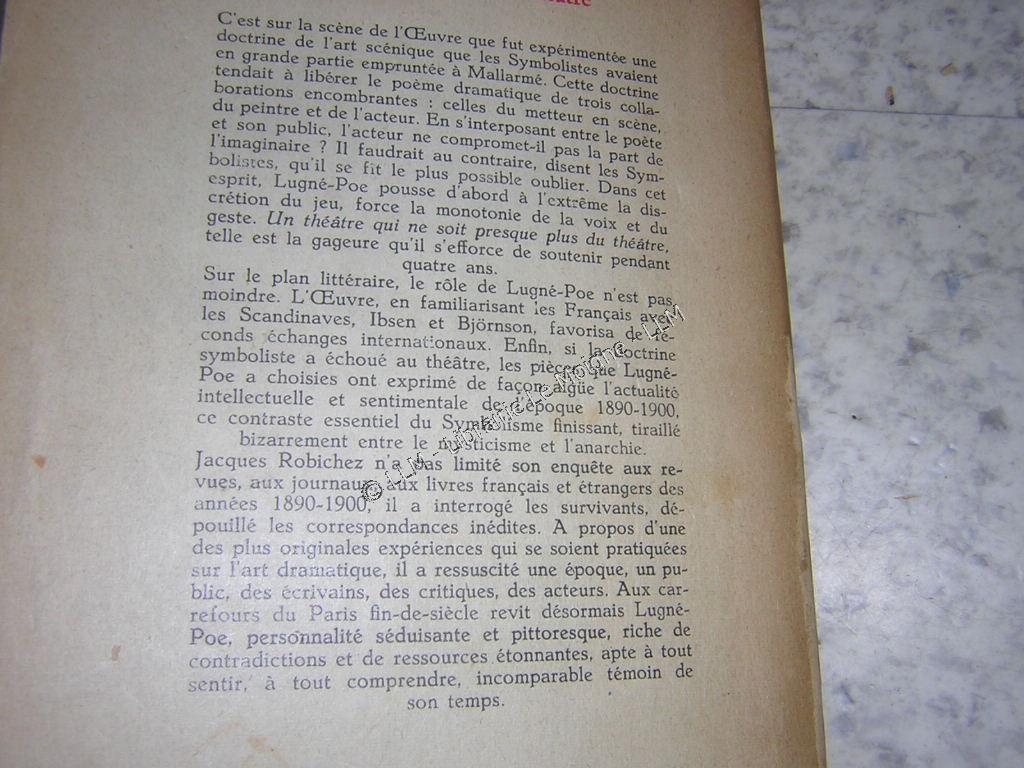 C'est sur la scène de l'Œuvre que fut expérimentée une
doctrine de l'art scénique que les Symbolistes avaient
en grande partie empruntée à Mallarmé. Cette doctrine
tendait à libérer le poème dramatique de trois colla-
borations encombrantes : celles du metteur en scène,
du peintre et de l'acteur. En s'interposant entre le poète
et son public, l'acteur ne compromet-il pas la part de
l'imaginaire ? Il faudrait au contraire, disent les Sym-
bolistes, qu'il se fit le plus possible oublier. Dans cet
esprit, Lugné-Poe pousse d'abord à l'extrême la dis-
crétion du jeu, force la monotonie de la voix et du
geste. Un théâtre qui ne soit presque plus du théâtre,
telle est la gageure qu'il s'efforce de soutenir pendant
quatre ans.
Sur le plan littéraire, le rôle de Lugné-Poe n'est pas
moindre. L'Œuvre, en familiarisant les Français avec
les Scandinaves, Ibsen et Björnson, favorisa de fé-
conds échanges internationaux. Enfin, si la doctrine
symboliste a échoué au théâtre, les pièces que Lugné-
Poe a choisies ont exprimé de façon aiguë l'actualité
intellectuelle et sentimentale de l'époque 1890-1900,
ce contraste essentiel du Symbolisme finissant, tiraillé
bizarrement entre le mysticisme et l'anarchie.
Jacques Robichez n'a pas limité son enquête aux re-
vues, aux journaux, aux livres français et étrangers des
années 1890-1900, il a interrogé les survivants, dé-
pouillé les correspondances inédites. A propos d'une
des plus originales expériences qui se soient pratiquées
sur l'art dramatique, il a ressuscité une époque, un pu-
blic, des écrivains, des critiques, des acteurs. Aux car-
refours du Paris fin-de-siècle revit désormais Lugné-
Poe, personnalité séduisante et pittoresque, riche de
contradictions et de ressources étonnantes, apte à tout
sentir, à tout comprendre, incomparable témoin de
son temps.
© LLM - Librairie Le Moigne - LLM